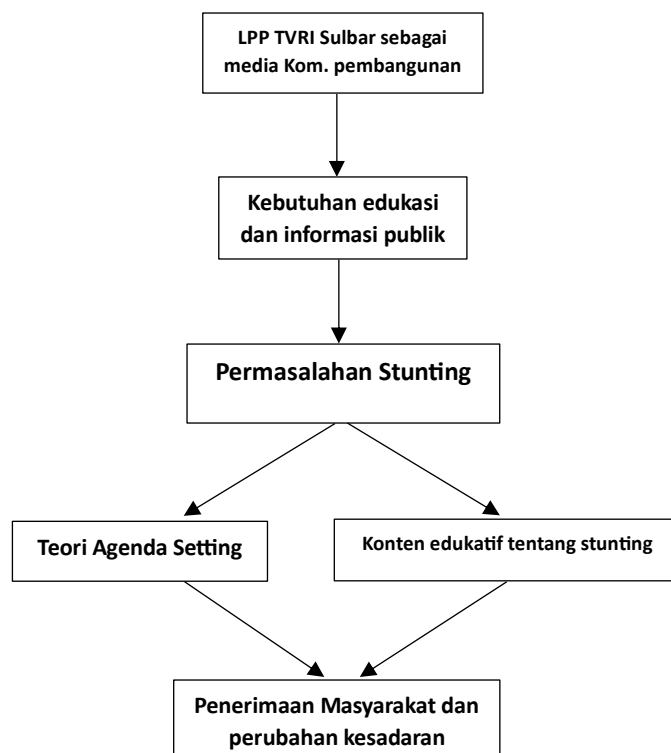 LPP TVRI Sulbar sebagai
media Kom. pembangunan
Kebutuhan edukasi
dan informasi publik
Permasalahan Stunting
Teori Agenda Setting
Konten edukatif tentang stunting
Penerimaan Masyarakat dan
perubahan kesadaran